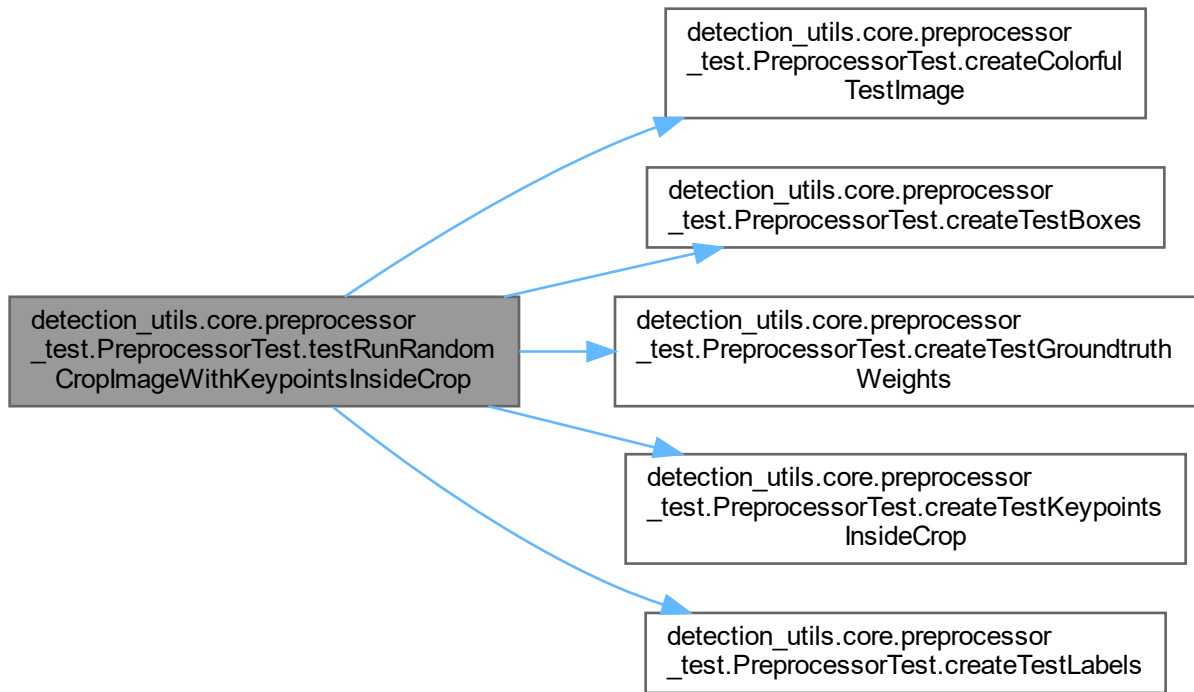 detection_utils.core.preprocessor
_test.PreprocessorTest.createColorful
TestImage
detection_utils.core.preprocessor
_test.PreprocessorTest.createTestBoxes
detection_utils.core.preprocessor
_test.PreprocessorTest.testRunRandom
CropImageWithKeypointsInsideCrop
detection_utils.core.preprocessor
_test.PreprocessorTest.createTestGroundtruth
Weights
detection_utils.core.preprocessor
_test.PreprocessorTest.createTestKeypoints
InsideCrop
detection_utils.core.preprocessor
_test.PreprocessorTest.createTestLabels